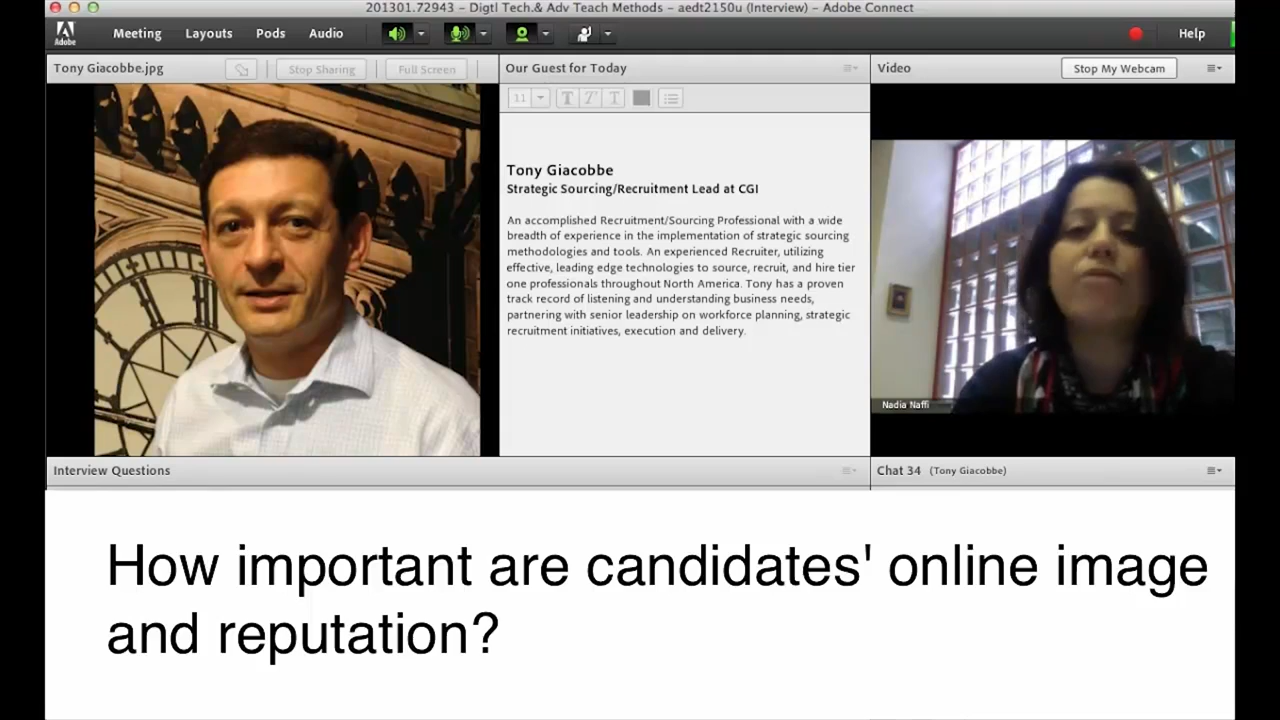 201301.72943 - Digtl Tech.& Adv Teach Methods - aedt2150u (Interview) - Adobe Connect
Adobe
Meeting
Layouts
Pods
Audio
Help
Tony Giacobbe.jpg
Stop Sharing
Full Screen
Our Guest for Today
Video
Stop My Webcam
11
T T T
Tony Giacobbe
Strategic Sourcing/Recruitment Lead at CGI
An accomplished Recruitment/Sourcing Professional with a wide
breadth of experience in the implementation of strategic sourcing
methodologies and tools. An experienced Recruiter, utilizing
effective, leading edge technologies to source, recruit, and hire tier
one professionals throughout North America. Tony has a proven
track record of listening and understanding business needs,
partnering with senior leadership on workforce planning, strategic
recruitment initiatives, execution and delivery.
Nadia Naffi
Interview Questions
Chat 34 (Tony Giacobbe)
How important are candidates' online image
and reputation?